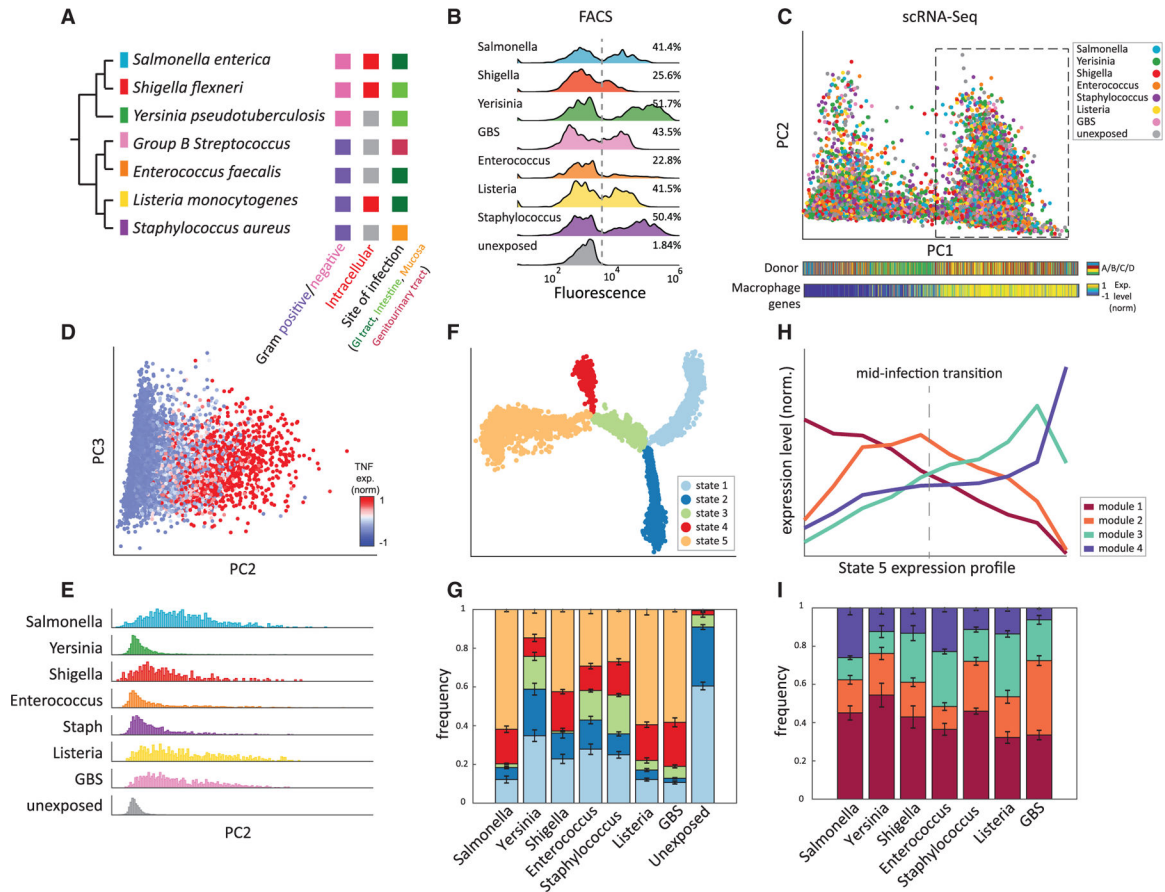 A
Salmonella enterica
Shigella flexneri
Yersinia pseudotuberculosis
Group B Streptococcus
Enterococcus faecalis
Listeria monocytogenes
Staphylococcus aureus
Gram positive/negative
Intracellular
Site of infection
(GI tract, Intestine, Mucosa
Genitourinary tract)
B
FACS
Salmonella 41.4%
Shigella 25.6%
Yerisinia 51.7%
GBS 43.5%
Enterococcus 22.8%
Listeria 41.5%
Staphylococcus 50.4%
unexposed 1.84%
10² 10² 10⁴ 10⁶
Fluorescence
C
scRNA-Seq
PC2
Salmonella
Yerisinia
Shigella
Enterococcus
Staphylococcus
Listeria
GBS
unexposed
PC1
Donor A/B/C/D
Macrophage genes
1 Exp.
-1 level
(norm)
D
PC3
TNF
exp.
(norm)
1
-1
PC2
E
Salmonella
Yersinia
Shigella
Enterococcus
Staph
Listeria
GBS
unexposed
PC2
F
state 1
state 2
state 3
state 4
state 5
G
frequency
1
0.8
0.6
0.4
0.2
0
Salmonella
Yersinia
Shigella
Enterococcus
Staphylococcus
Listeria
GBS
Unexposed
H
expression level (norm.)
mid-infection transition
module 1
module 2
module 3
module 4
State 5 expression profile
I
frequency
1
0.8
0.6
0.4
0.2
0
Salmonella
Yersinia
Shigella
Enterococcus
Staphylococcus
Listeria
GBS